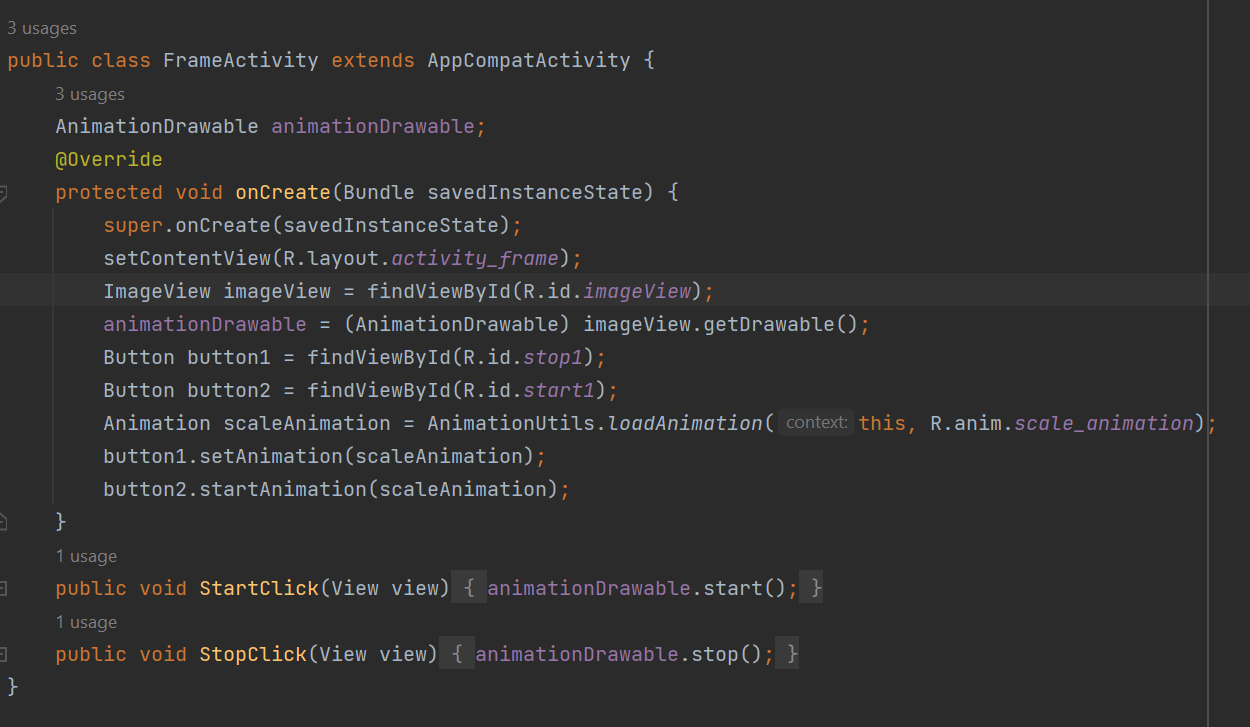 3 usages
public class FrameActivity extends AppCompatActivity {
3 usages
AnimationDrawable animationDrawable;
@Override
protected void onCreate(Bundle savedInstanceState) {
super.onCreate(savedInstanceState);
setContentView(R.layout.activity_frame);
ImageView imageView = findViewById(R.id.imageView);
animationDrawable = (AnimationDrawable) imageView.getDrawable();
Button button1 = findViewById(R.id.stop1);
Button button2 = findViewById(R.id.start1);
Animation scaleAnimation = AnimationUtils.loadAnimation( context: this, R.anim.scale_animation);
button1.setAnimation(scaleAnimation);
button2.startAnimation(scaleAnimation);
}
1 usage
public void StartClick(View view) { animationDrawable.start(); }
1 usage
public void StopClick(View view) { animationDrawable.stop(); }
}